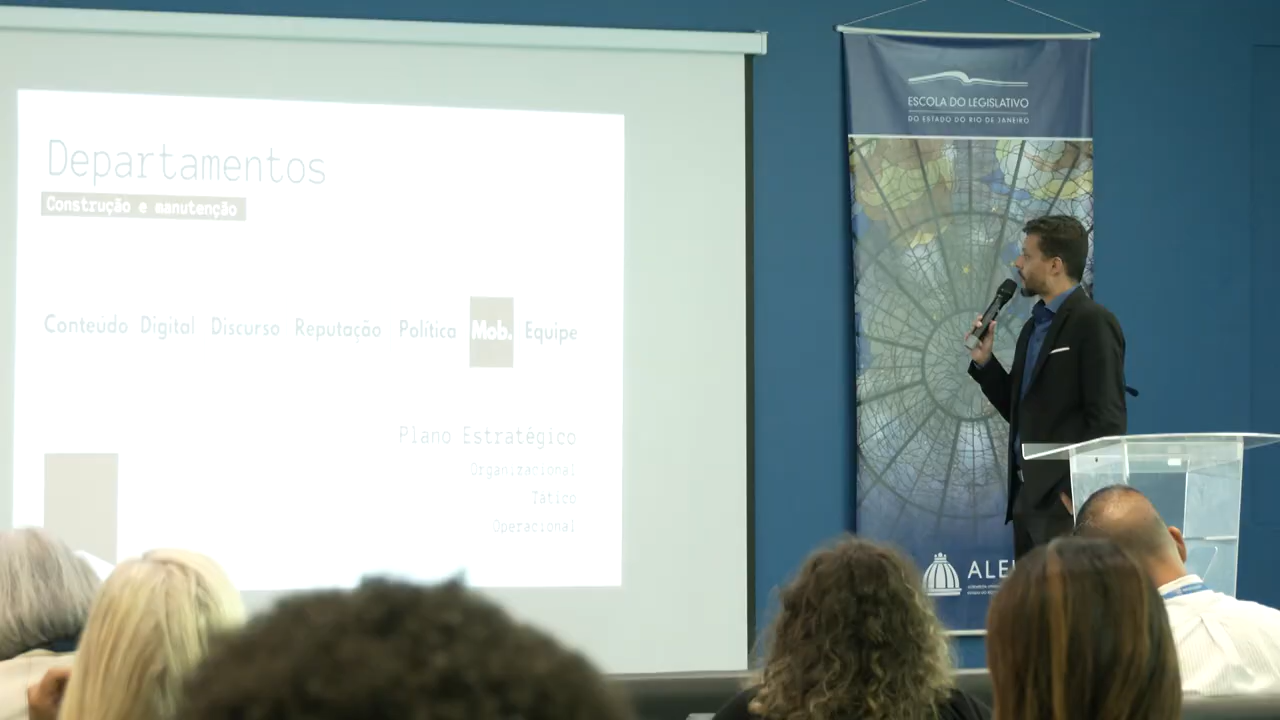 Departamentos
Construção e manutenção
Conteúdo Digital Discurso Reputação Política Mob. Equipe
Plano Estratégico
Organizacional
Tático
Operacional
ESCOLA DO LEGISLATIVO
DO ESTADO DO RIO DE JANEIRO